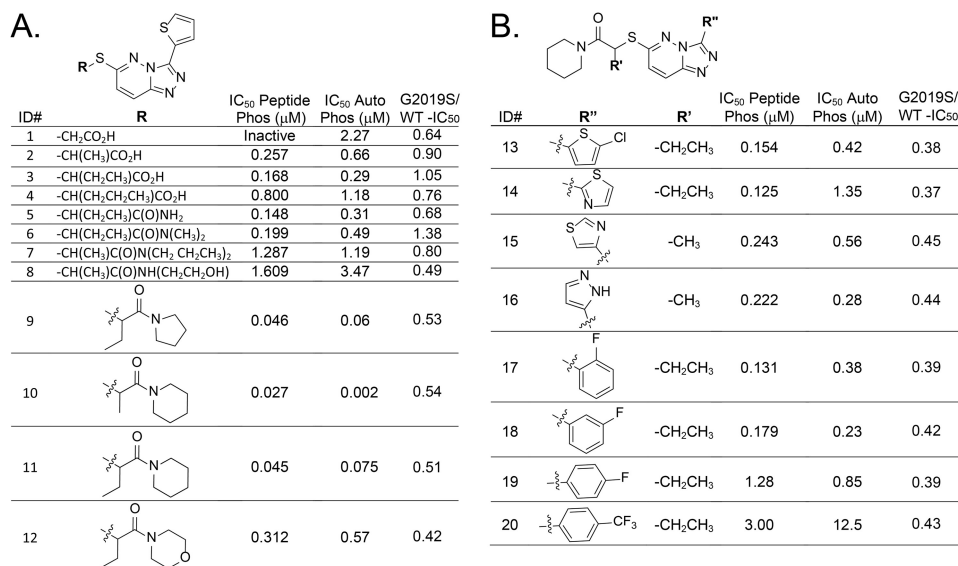 A.
S
S
R
N
N
N
N
ID#
R
IC50 Peptide Phos (μM)
IC50 Auto Phos (μM)
G2019S/ WT -IC50
1 -CH2CO2H Inactive 2.27 0.64
2 -CH(CH3)CO2H 0.257 0.66 0.90
3 -CH(CH2CH3)CO2H 0.168 0.29 1.05
4 -CH(CH2CH2CH3)CO2H 0.800 1.18 0.76
5 -CH(CH2CH3)C(O)NH2 0.148 0.31 0.68
6 -CH(CH2CH3)C(O)N(CH3)2 0.199 0.49 1.38
7 -CH(CH3)C(O)N(CH2 CH2CH3)2 1.287 1.19 0.80
8 -CH(CH3)C(O)NH(CH2CH2OH) 1.609 3.47 0.49
O
N
9 0.046 0.06 0.53
O
N
10 0.027 0.002 0.54
O
N
11 0.045 0.075 0.51
O
N
O
12 0.312 0.57 0.42
B.
O
N
S
R'
R"
N
N
N
N
ID#
R"
R'
IC50 Peptide Phos (μM)
IC50 Auto Phos (μM)
G2019S/ WT -IC50
S
Cl
13 -CH2CH3 0.154 0.42 0.38
S
N
14 -CH2CH3 0.125 1.35 0.37
S
N
15 -CH3 0.243 0.56 0.45
N
NH
16 -CH3 0.222 0.28 0.44
F
17 -CH2CH3 0.131 0.38 0.39
F
18 -CH2CH3 0.179 0.23 0.42
F
19 -CH2CH3 1.28 0.85 0.39
CF3
20 -CH2CH3 3.00 12.5 0.43